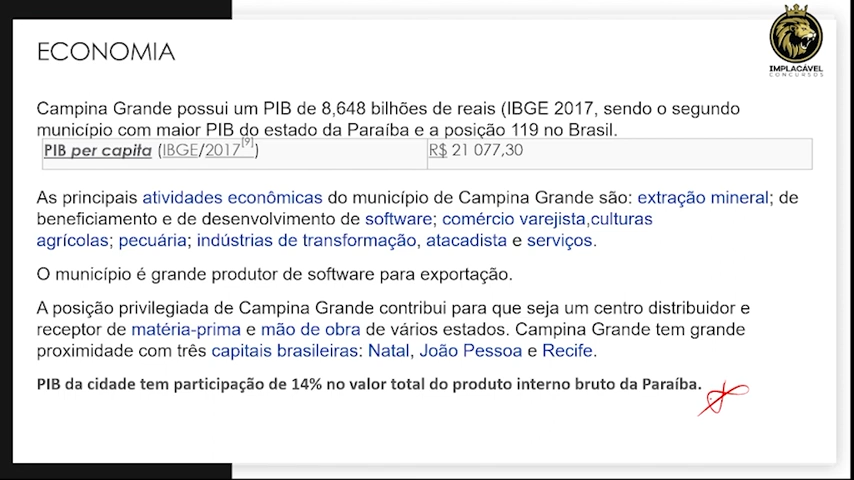 IMPLACÁVEL
CONCURSOS
ECONOMIA
Campina Grande possui um PIB de 8,648 bilhões de reais (IBGE 2017, sendo o segundo
município com maior PIB do estado da Paraíba e a posição 119 no Brasil.
PIB per capita (IBGE/2017[9]) R$ 21 077,30
As principais atividades econômicas do município de Campina Grande são: extração mineral; de
beneficiamento e de desenvolvimento de software; comércio varejista,culturas
agrícolas; pecuária; indústrias de transformação, atacadista e serviços.
O município é grande produtor de software para exportação.
A posição privilegiada de Campina Grande contribui para que seja um centro distribuidor e
receptor de matéria-prima e mão de obra de vários estados. Campina Grande tem grande
proximidade com três capitais brasileiras: Natal, João Pessoa e Recife.
PIB da cidade tem participação de 14% no valor total do produto interno bruto da Paraíba.